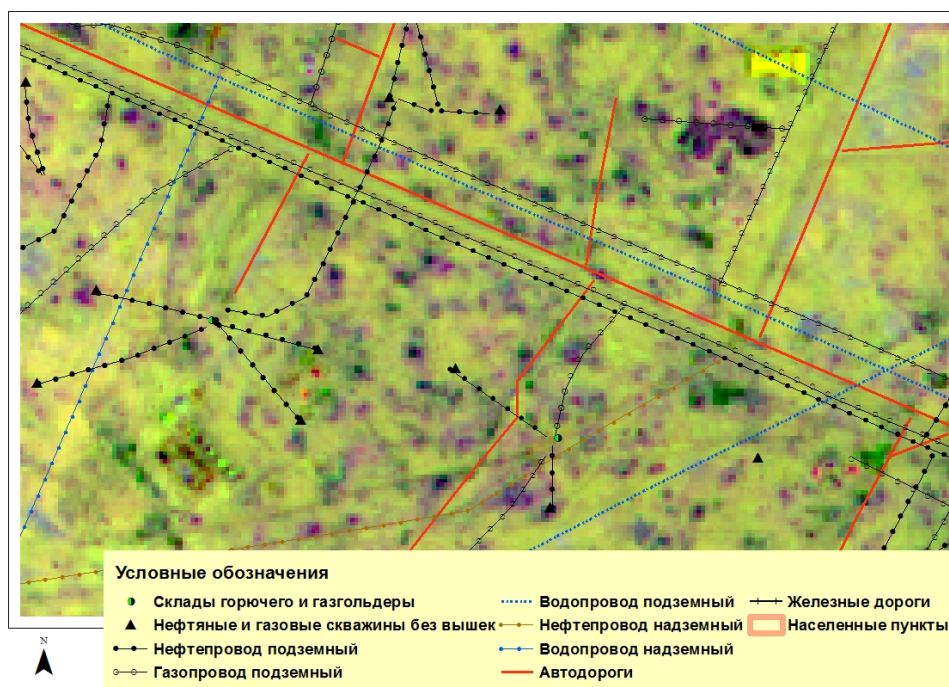 Условные обозначения
Склады горючего и газгольдеры
Нефтяные и газовые скважины без вышек
Нефтепровод подземный
Газопровод подземный
Водопровод подземный
Нефтепровод надземный
Водопровод надземный
Автодороги
Железные дороги
Населенные пункты
N